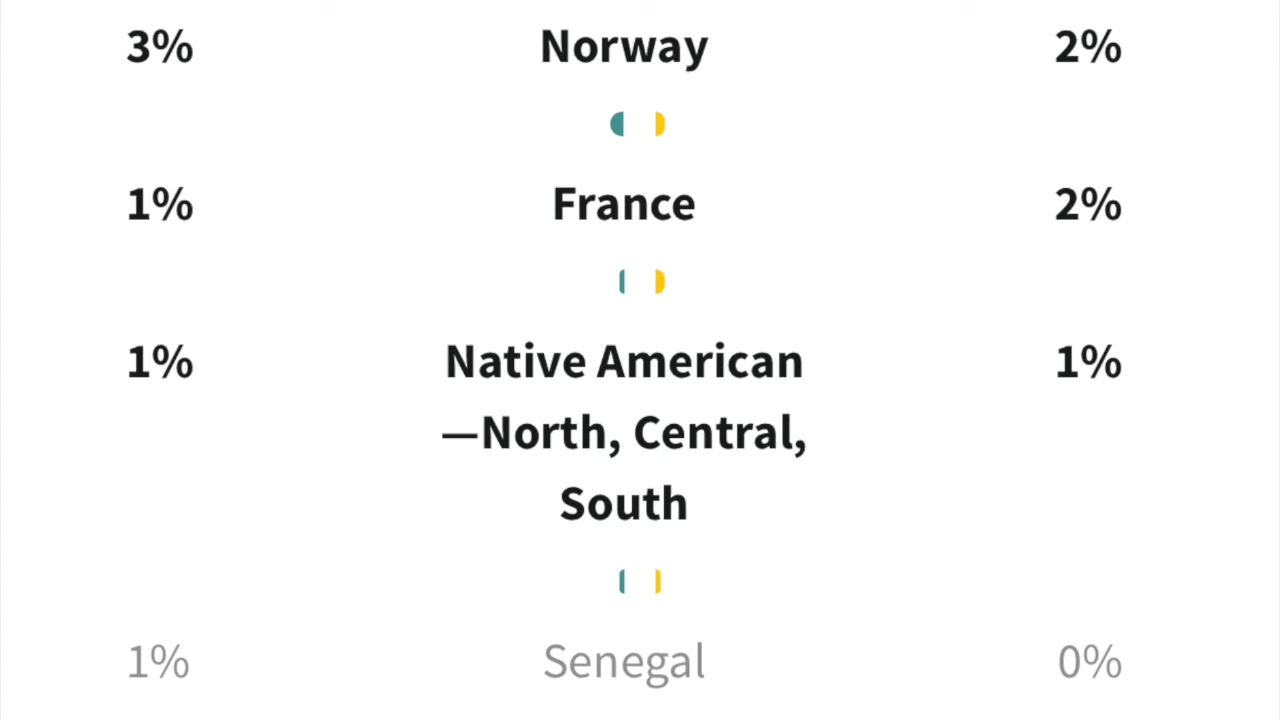 3% Norway 2%
1% France 2%
1% Native American 1%
—North, Central,
South
1% Senegal 0%